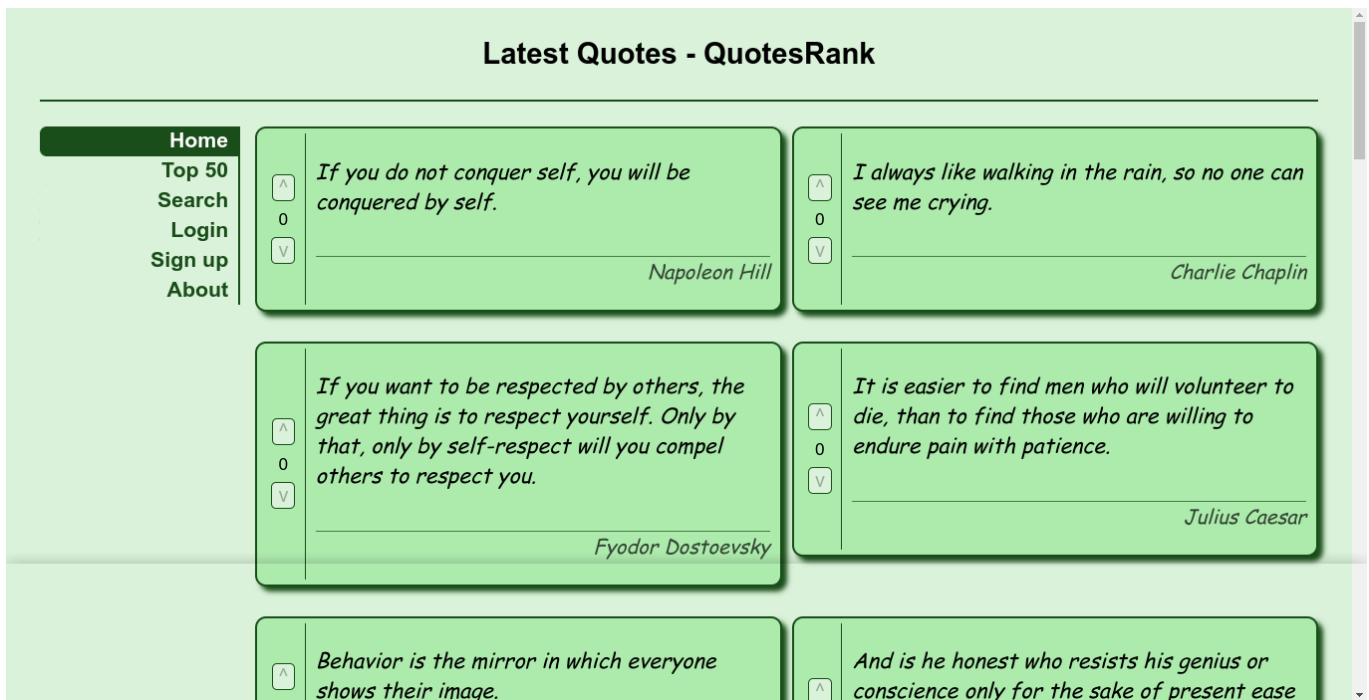 Latest Quotes - QuotesRank
Home
Top 50
Search
Login
Sign up
About
^
0
v
If you do not conquer self, you will be
conquered by self.
Napoleon Hill
^
0
v
I always like walking in the rain, so no one can
see me crying.
Charlie Chaplin
^
0
v
If you want to be respected by others, the
great thing is to respect yourself. Only by
that, only by self-respect will you compel
others to respect you.
Fyodor Dostoevsky
^
0
v
It is easier to find men who will volunteer to
die, than to find those who are willing to
endure pain with patience.
Julius Caesar
^
Behavior is the mirror in which everyone
shows their image.
^
And is he honest who resists his genius or
conscience only for the sake of present ease